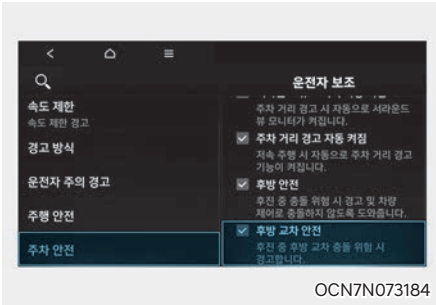 운전자 보조
속도 제한
속도 제한 경고
경고 방식
운전자 주의 경고
주행 안전
주차 안전
주차 거리 경고 시 자동으로 서라운드
뷰 모니터가 켜집니다.
주차 거리 경고 자동 켜짐
저속 주행 시 자동으로 주차 거리 경고
기능이 켜집니다.
후방 안전
후진 중 충돌 위험 시 경고 및 차량
제어로 충돌하지 않도록 도와줍니다.
후방 교차 안전
후진 중 후방 교차 충돌 위험 시
경고합니다.
OCN7N073184